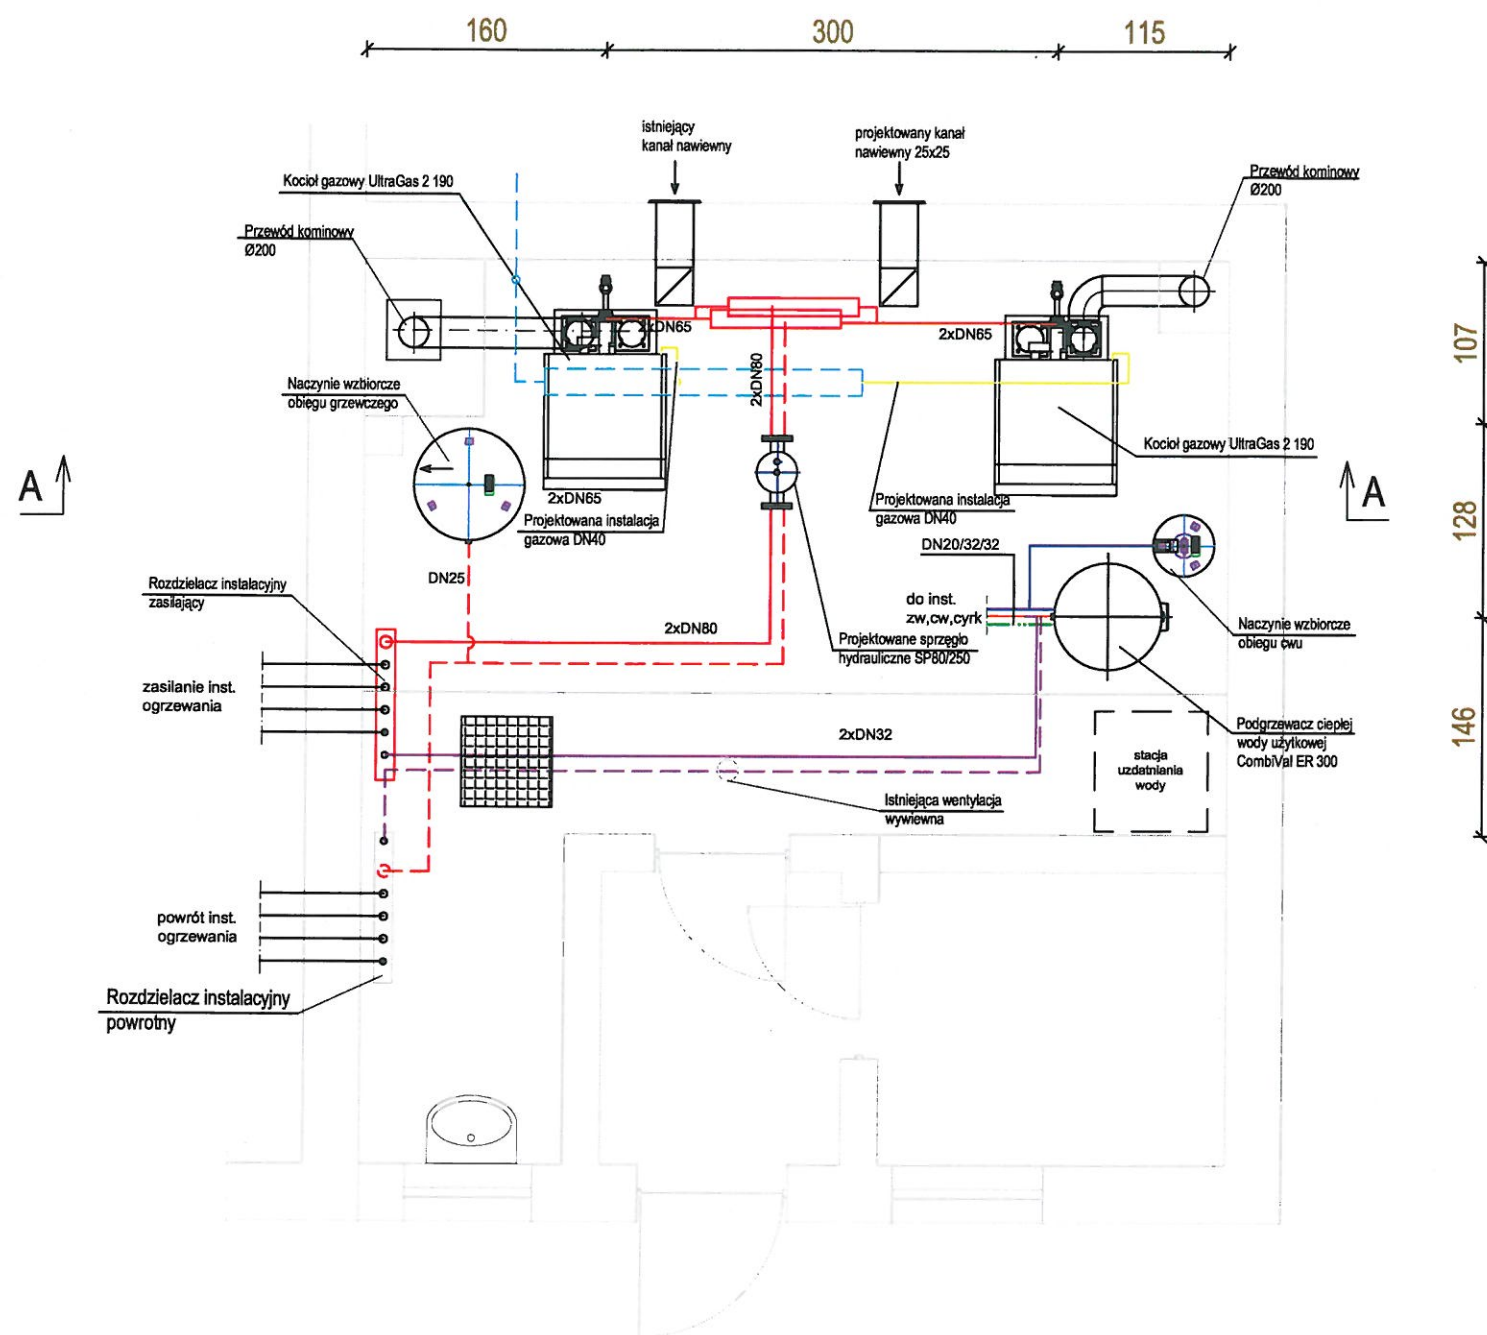 160
300
115
istniejący
kanał nawiewny
projektowany kanał
nawiewny 25x25
Kocioł gazowy UltraGas 2 190
Przewód kominowy
Ø200
Przewód kominowy
Ø200
2xDN65
2xDN65
2xDN80
107
Naczynie wzbiorcze
obiegu grzewczego
Kocioł gazowy UltraGas 2 190
A
A
2xDN65
Projektowana instalacja
gazowa DN40
Projektowana instalacja
gazowa DN40
128
DN20/32/32
DN25
Rozdzielacz instalacyjny
zasilający
do inst.
zw,cw,cyrk
2xDN80
Projektowane sprzęgło
hydrauliczne SP80/250
Naczynie wzbiorcze
obiegu cwu
zasilanie inst.
ogrzewania
2xDN32
146
Podgrzewacz ciepłej
wody użytkowej
CombiVal ER 300
stacja
uzdatniania
wody
Istniejąca wentylacja
wywiewna
powrót inst.
ogrzewania
Rozdzielacz instalacyjny
powrotny